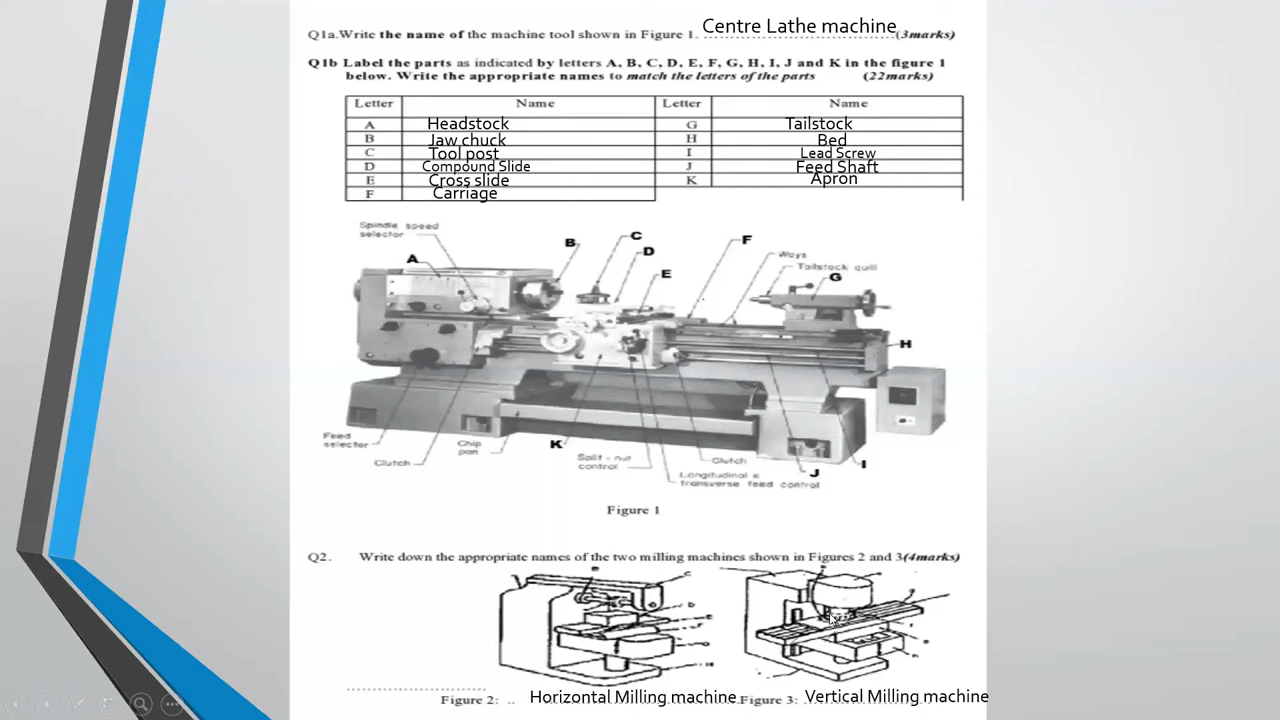 Q1a.Write the name of the machine tool shown in Figure 1. Centre Lathe machine (3marks)
Q1b Label the parts as indicated by letters A, B, C, D, E, F, G, H, I, J and K in the figure 1
below. Write the appropriate names to match the letters of the parts (22marks)
Letter Name Letter Name
A Headstock G Tailstock
B Jaw chuck H Bed
C Tool post I Lead Screw
D Compound Slide J Feed Shaft
E Cross slide K Apron
F Carriage
Spindle speed
selector
A
B
C
D
E
F
Ways
Tailstock quill
G
H
Feed
selector
Clutch
Chip
pan
K
Split - nut
control
Clutch
Longitudinal &
transverse feed control
J
I
Figure 1
Q2. Write down the appropriate names of the two milling machines shown in Figures 2 and 3(4marks)
Figure 2: .. Horizontal Milling machine Figure 3: Vertical Milling machine